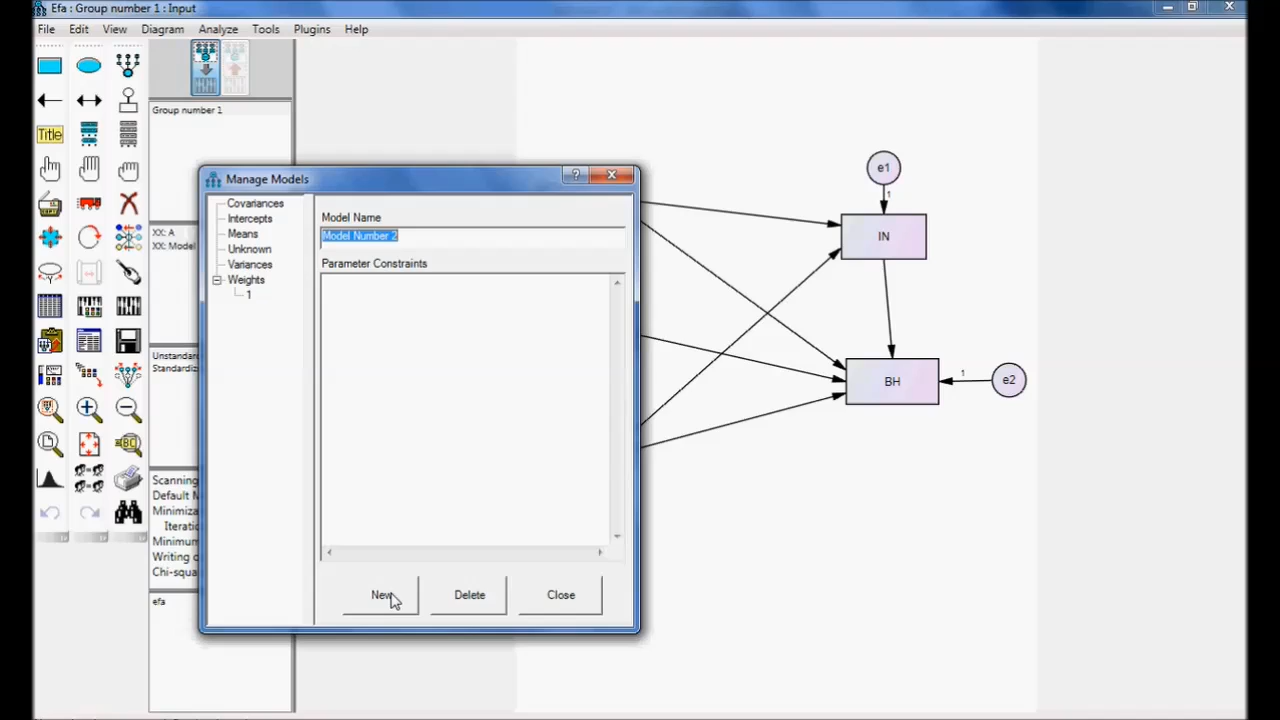 Efa : Group number 1 : Input
File Edit View Diagram Analyze Tools Plugins Help
Title
Group number 1
XX: A
XX: Model
Unstandar
Standardiz
Scanning
Default M
Minimiza
Iteratio
Minimum
Writing o
Chi-squa
efa
Manage Models
?
Covariances
Intercepts
Means
Unknown
Variances
Weights
1
Model Name
Model Number 2
Parameter Constraints
New
Delete
Close
e1
1
IN
BH
1
e2